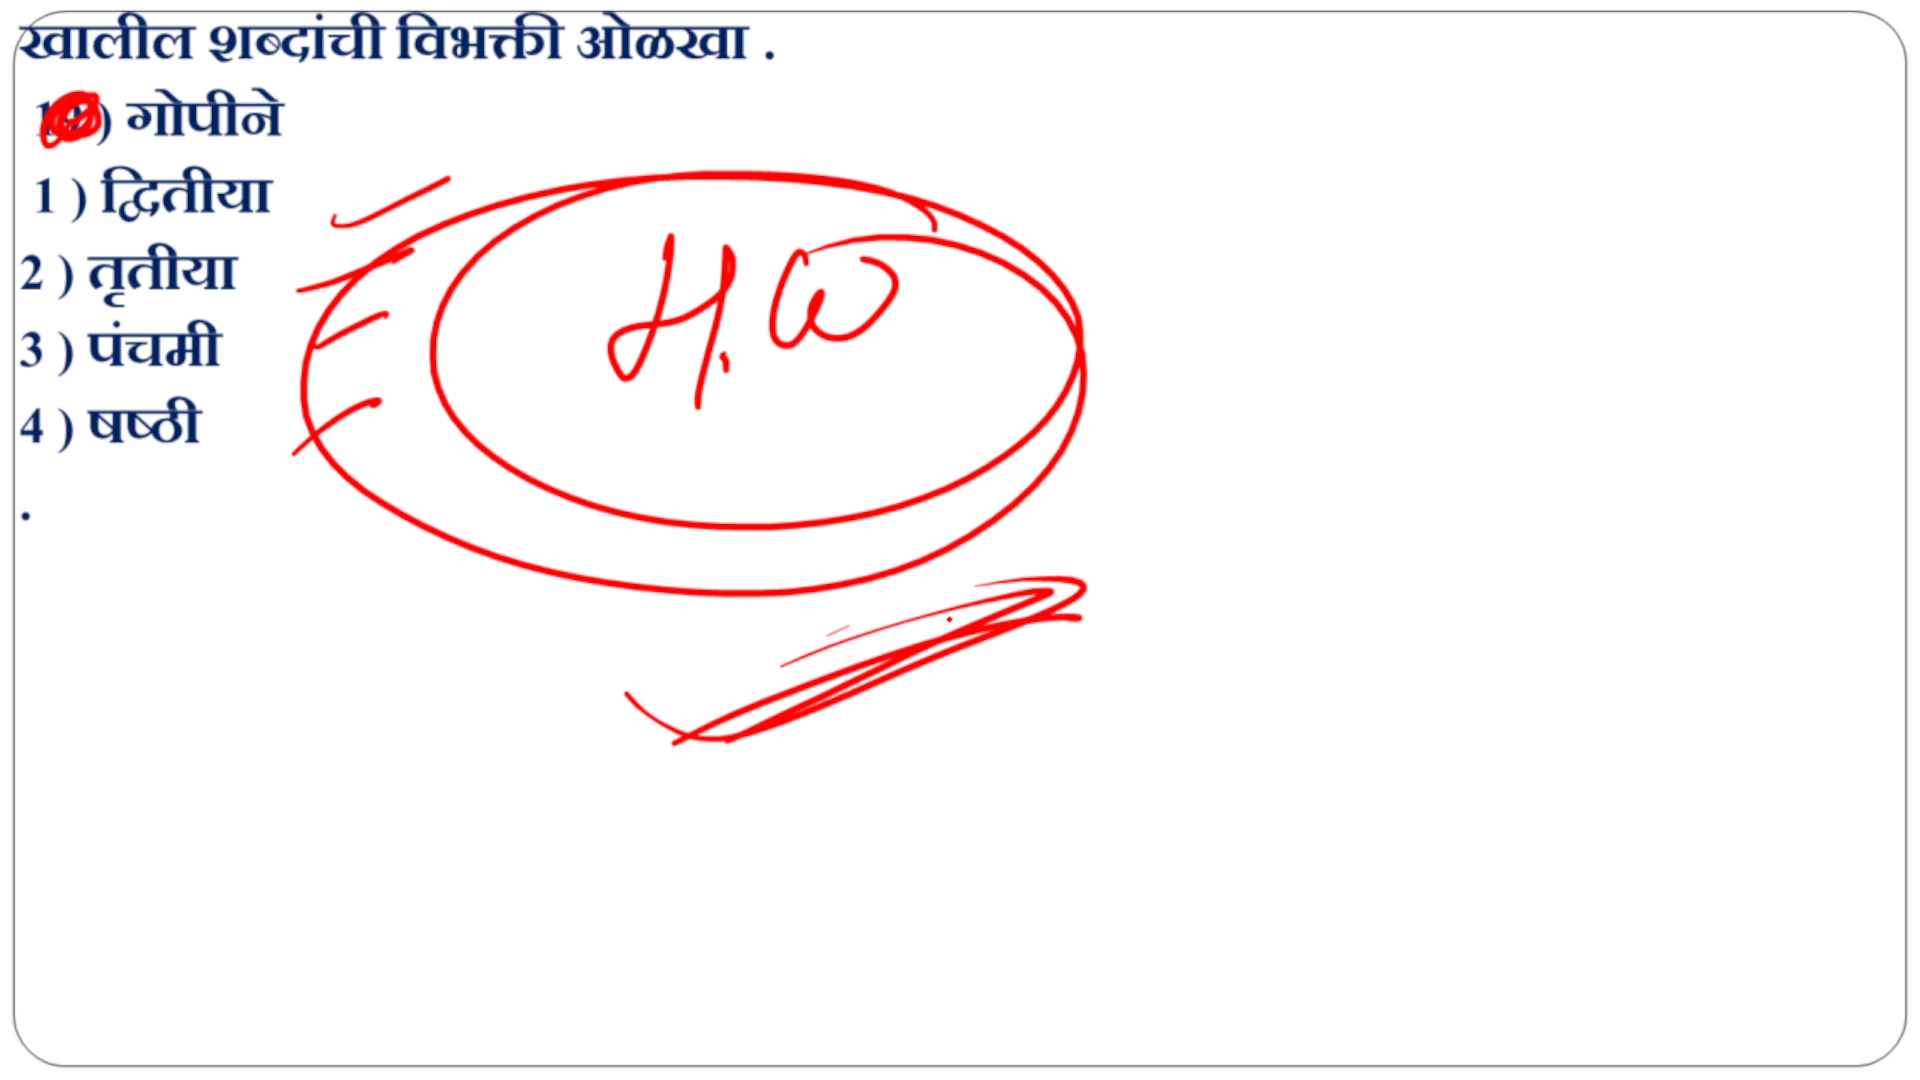 खालील शब्दांची विभक्ती ओळखा .
) गोपीने
1 ) द्वितीया
2 ) तृतीया
3 ) पंचमी
4 ) षष्ठी
.
H.W